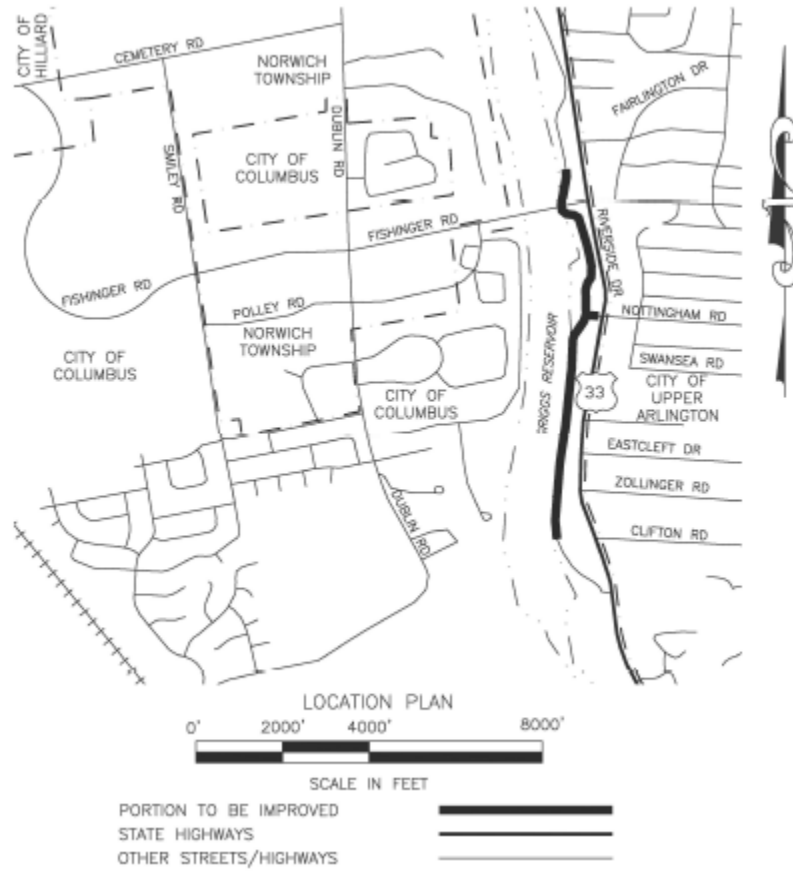 CITY OF
HILLIARD
CEMETERY RD
NORWICH
TOWNSHIP
FAIRLINGTON DR
DUBLIN RD
SMILEY RD
CITY OF
COLUMBUS
FISHINGER RD
RIVERSIDE DR
FISHINGER RD
POLLEY RD
NORWICH
TOWNSHIP
NOTTINGHAM RD
CITY OF
COLUMBUS
GRIGGS RESERVOIR
SWANSEA RD
33
CITY OF
UPPER
ARLINGTON
CITY OF
COLUMBUS
EASTCLEFT DR
ZOLLINGER RD
DUBLIN RD
CLIFTON RD
LOCATION PLAN
0' 2000' 4000' 8000'
SCALE IN FEET
PORTION TO BE IMPROVED
STATE HIGHWAYS
OTHER STREETS/HIGHWAYS